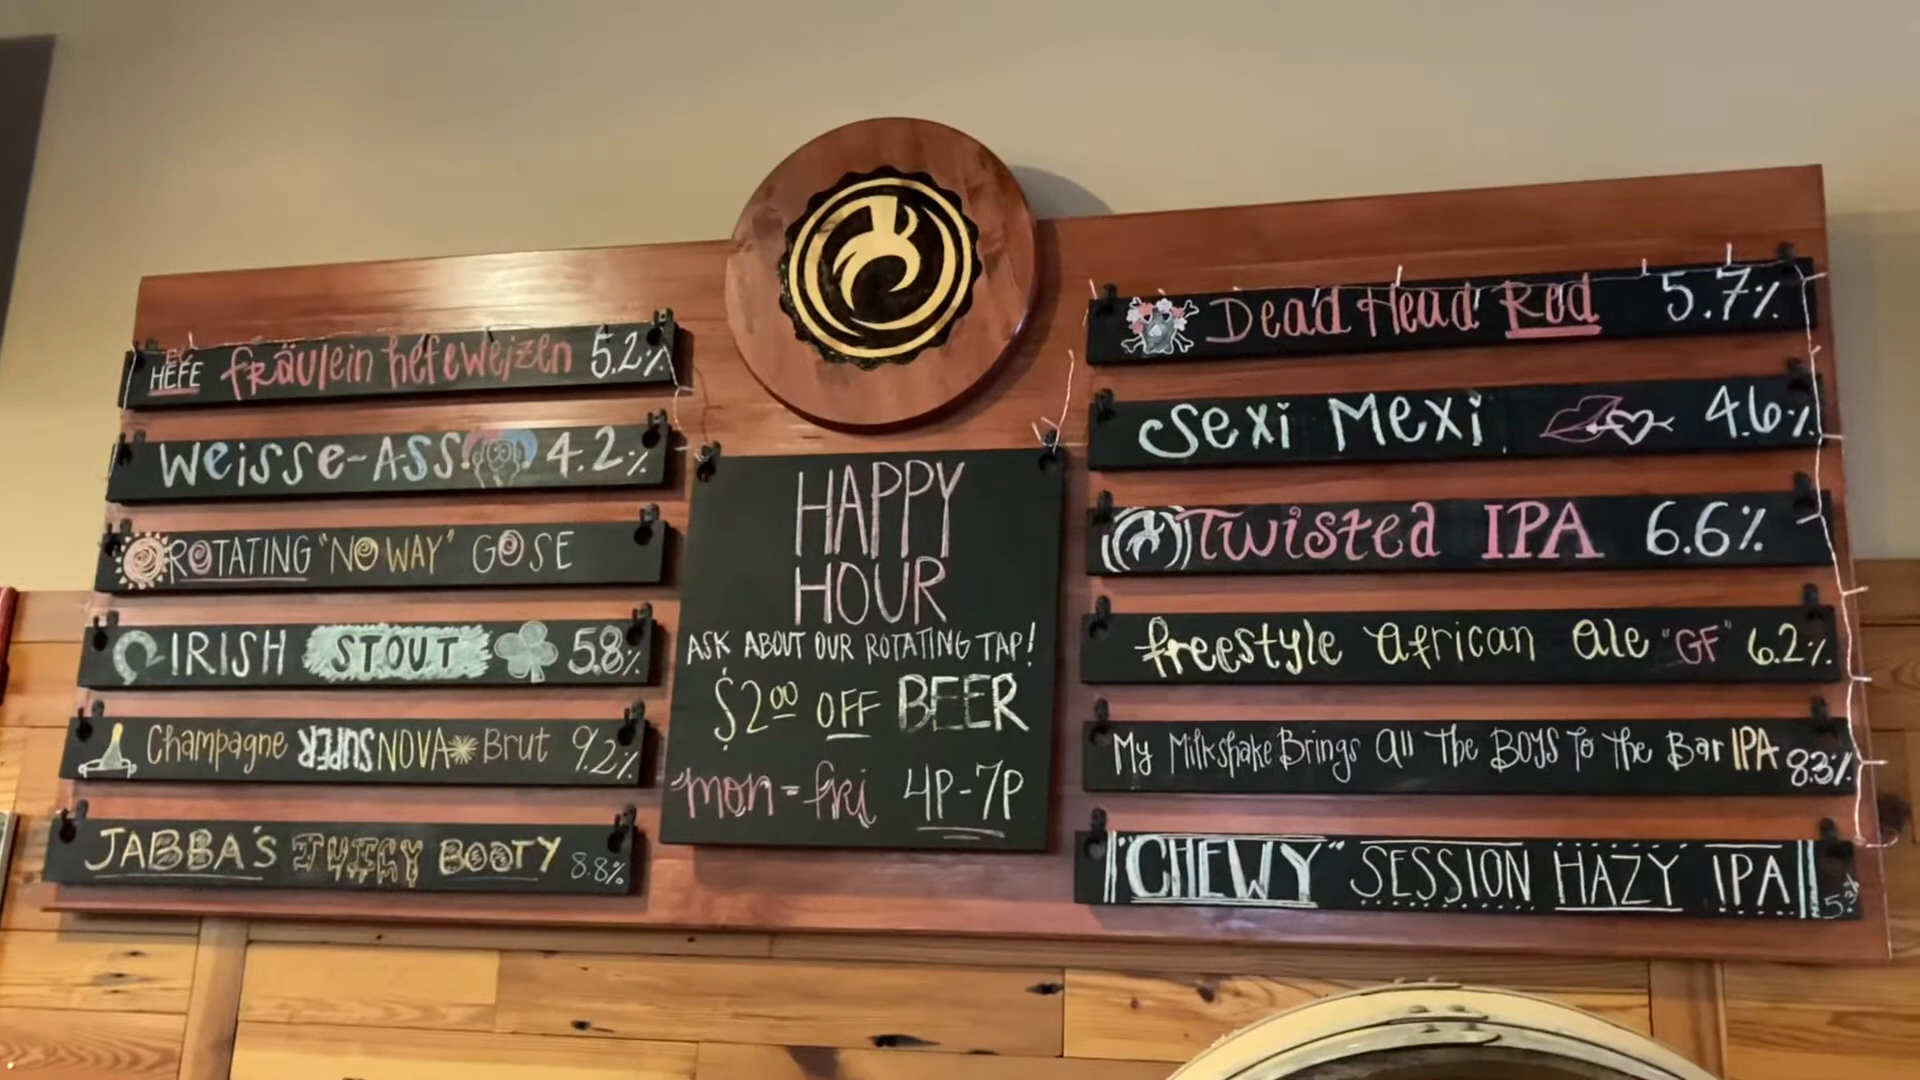 HEFE fräulein hefeweizen 5.2%
Weisse-Ass! 4.2%
ROTATING "NO WAY" GOSE
IRISH STOUT 5.8%
Champagne SUPER NOVA Brut 9.2%
JABBA'S JUICY BOOTY 8.8%
HAPPY
HOUR
ASK ABOUT OUR ROTATING TAP!
$2.00 OFF BEER
mon-fri 4P-7P
Dead Head Red 5.7%
Sexi Mexi 4.6%
Twisted IPA 6.6%
freestyle African Ale "GF" 6.2%
My Milkshake Brings All The BOYS To The Bar IPA 8.3%
"CHEWY" SESSION HAZY IPA 5%